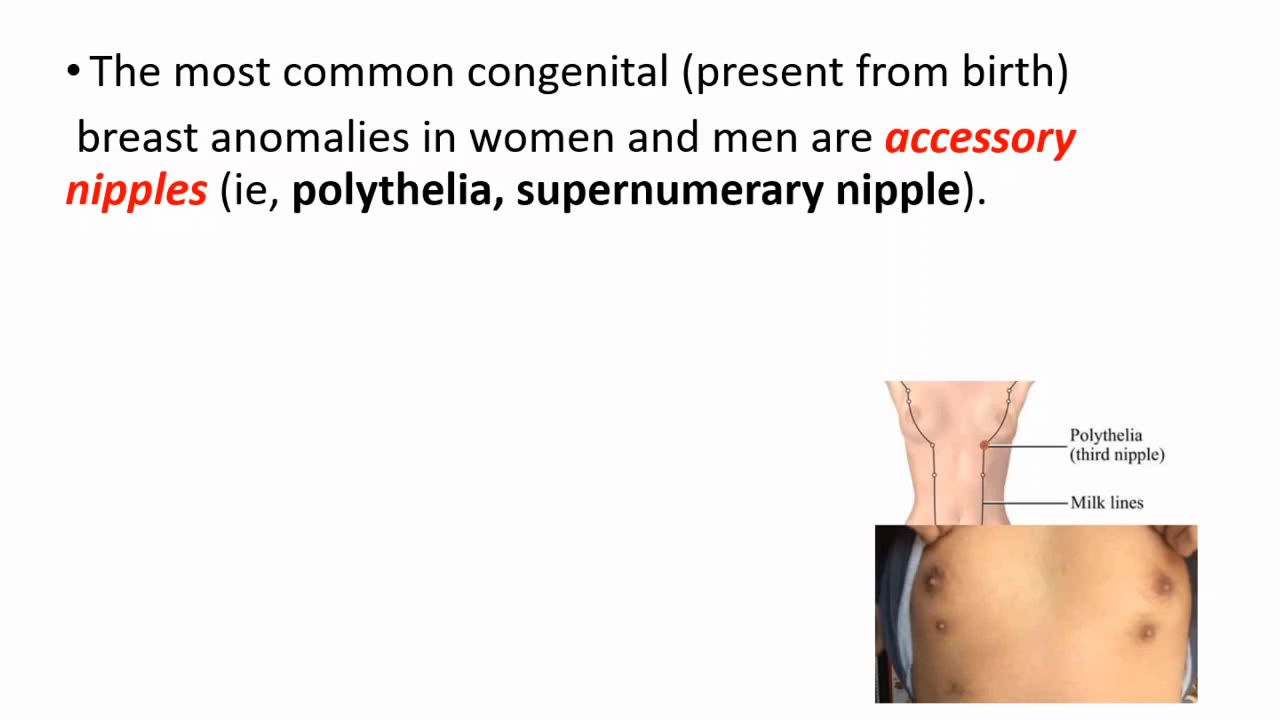 • The most common congenital (present from birth)
breast anomalies in women and men are accessory
nipples (ie, polythelia, supernumerary nipple).
Polythelia
(third nipple)
Milk lines